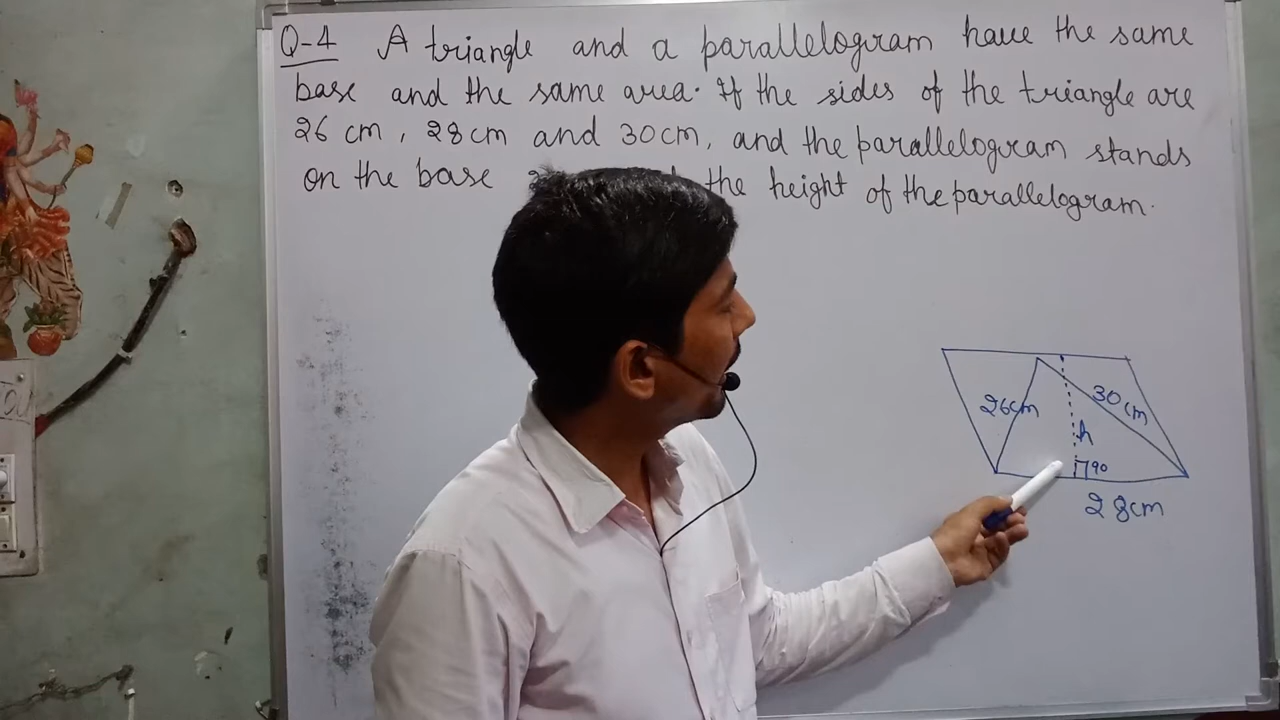 Q-4 A triangle and a parallelogram have the same
base and the same area. If the sides of the triangle are
26 cm, 28cm and 30cm, and the parallelogram stands
on the base the height of the parallelogram.
26cm
30cm
h
90
28cm